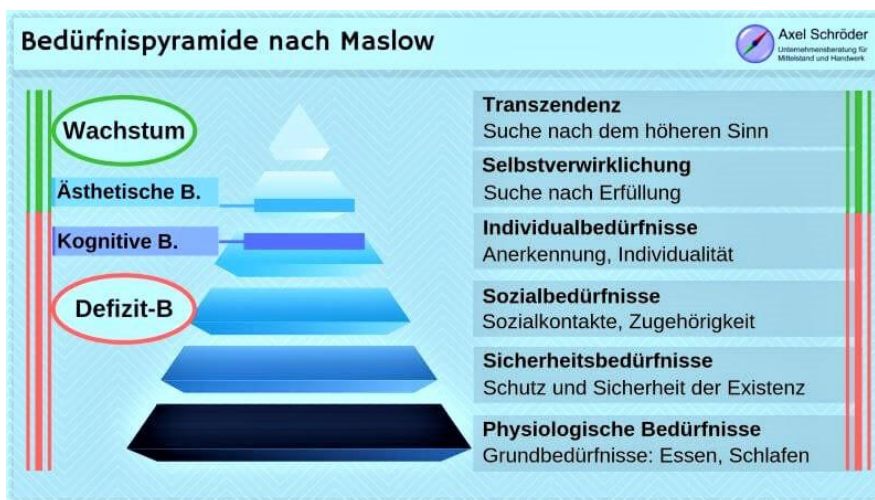 Bedürfnispyramide nach Maslow
Axel Schröder
Unternehmensberatung für
Mittelstand und Handwerk
Wachstum
Ästhetische B.
Kognitive B.
Defizit-B
Transzendenz
Suche nach dem höheren Sinn
Selbstverwirklichung
Suche nach Erfüllung
Individualbedürfnisse
Anerkennung, Individualität
Sozialbedürfnisse
Sozialkontakte, Zugehörigkeit
Sicherheitsbedürfnisse
Schutz und Sicherheit der Existenz
Physiologische Bedürfnisse
Grundbedürfnisse: Essen, Schlafen